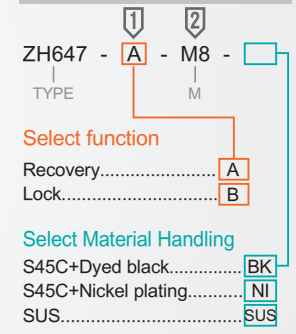 1 2
ZH647 - A - M8 -
TYPE M
Select function
Recovery........................ A
Lock............................... B
Select Material Handling
S45C+Dyed black............. BK
S45C+Nickel plating.......... NI
SUS................................ SUS